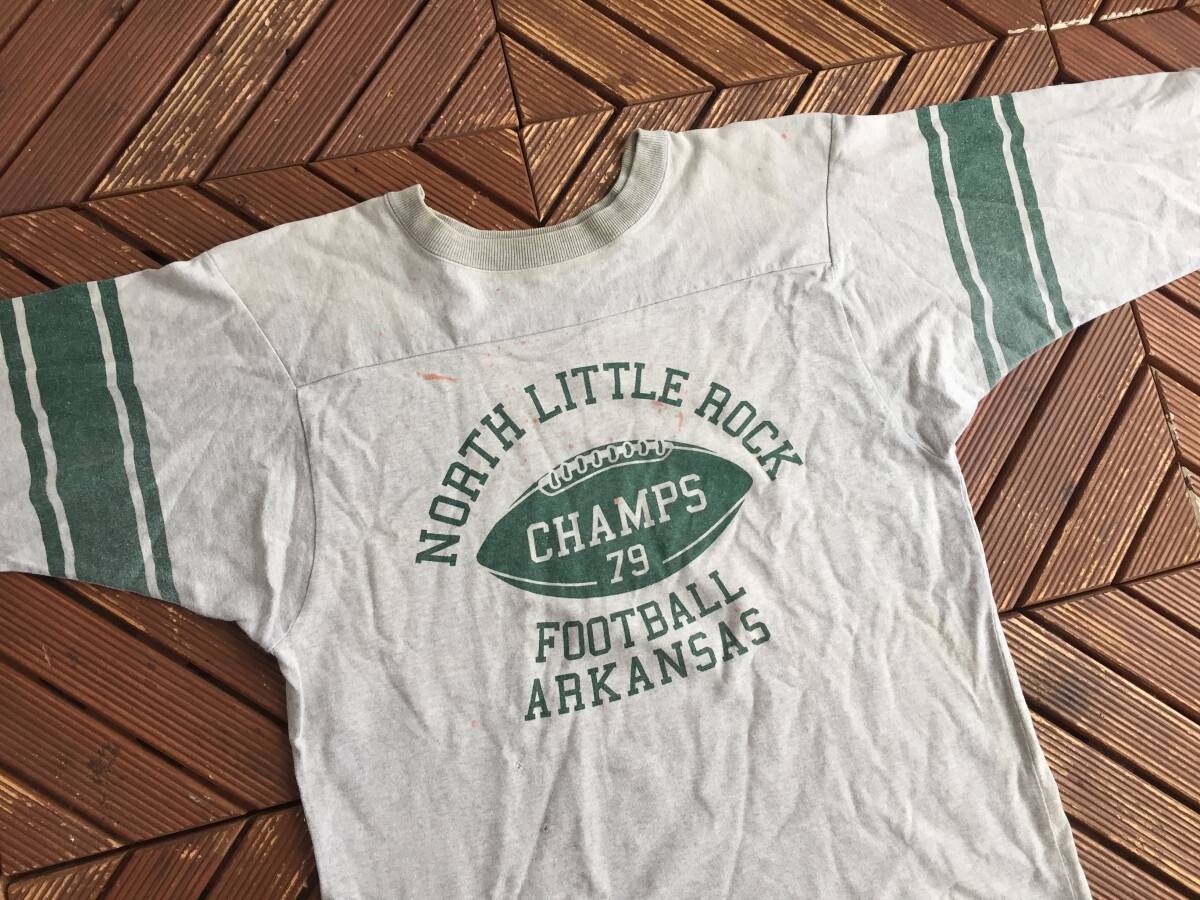 NORTH LITTLE ROCK
CHAMPS
79
FOOTBALL
ARKANSAS